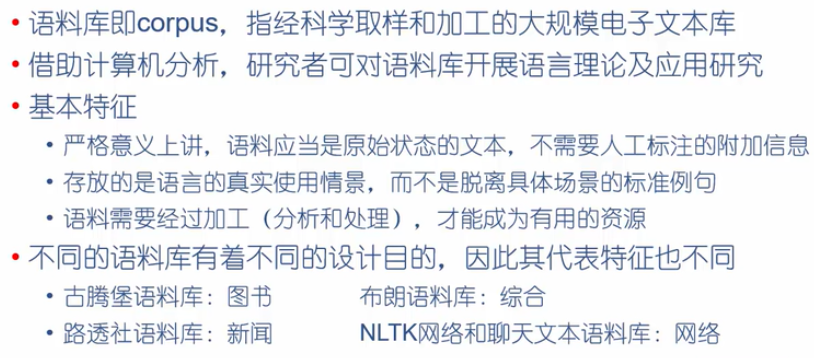 • 语料库即corpus，指经科学取样和加工的大规模电子文本库
• 借助计算机分析，研究者可对语料库开展语言理论及应用研究
• 基本特征
• 严格意义上讲，语料应当是原始状态的文本，不需要人工标注的附加信息
• 存放的是语言的真实使用情景，而不是脱离具体场景的标准例句
• 语料需要经过加工（分析和处理），才能成为有用的资源
• 不同的语料库有着不同的设计目的，因此其代表特征也不同
• 古腾堡语料库：图书 布朗语料库：综合
• 路透社语料库：新闻 NLTK网络和聊天文本语料库：网络